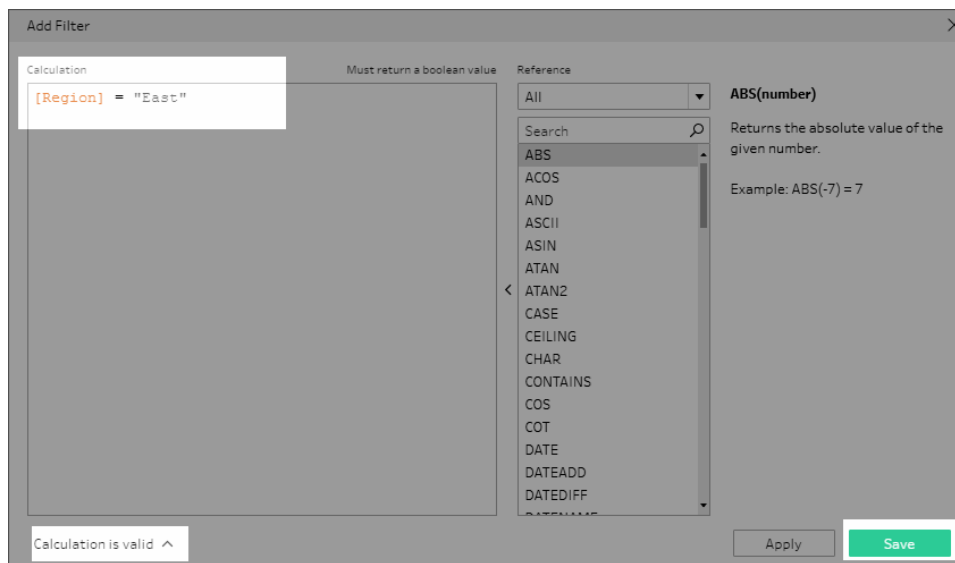 Add Filter
Calculation
Must return a boolean value
[Region] = "East"
Reference
All
Search
ABS
ACOS
AND
ASCII
ASIN
ATAN
ATAN2
CASE
CEILING
CHAR
CONTAINS
COS
COT
DATE
DATEADD
DATEDIFF
DATENAME
ABS(number)
Returns the absolute value of the
given number.
Example: ABS(-7) = 7
Calculation is valid
Apply
Save